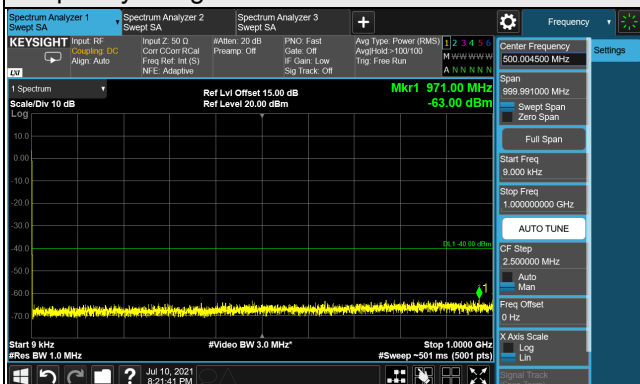 Spectrum Analyzer 1
Swept SA
Spectrum Analyzer 2
Swept SA
Spectrum Analyzer 3
Swept SA
Frequency
KEYSIGHT
Input: RF
Coupling: DC
Align: Auto
Input Z: 50 Ω
Corr CCorr RCal
Freq Ref: Int (S)
NFE: Adaptive
#Atten: 20 dB
Preamp: Off
PNO: Fast
Gate: Off
IF Gain: Low
Sig Track: Off
Avg Type: Power (RMS)
Avg|Hold:>100/100
Trig: Free Run
1 2 3 4 5 6
M W W W W W
A N N N N N
LXI
1 Spectrum
Scale/Div 10 dB
Log
Ref Lvl Offset 15.00 dB
Ref Level 20.00 dBm
Mkr1 971.00 MHz
-63.00 dBm
10.0
0.00
-10.0
-20.0
-30.0
-40.0
-50.0
-60.0
-70.0
DL1 -40.00 dBm
1
Start 9 kHz
#Res BW 1.0 MHz
#Video BW 3.0 MHz*
Stop 1.0000 GHz
#Sweep ~501 ms (5001 pts)
Center Frequency
500.004500 MHz
Settings
Span
999.991000 MHz
Swept Span
Zero Span
Full Span
Start Freq
9.000 kHz
Stop Freq
1.000000000 GHz
AUTO TUNE
CF Step
2.500000 MHz
Auto
Man
Freq Offset
0 Hz
X Axis Scale
Log
Lin
Signal Track
Jul 10, 2021
8:21:41 PM